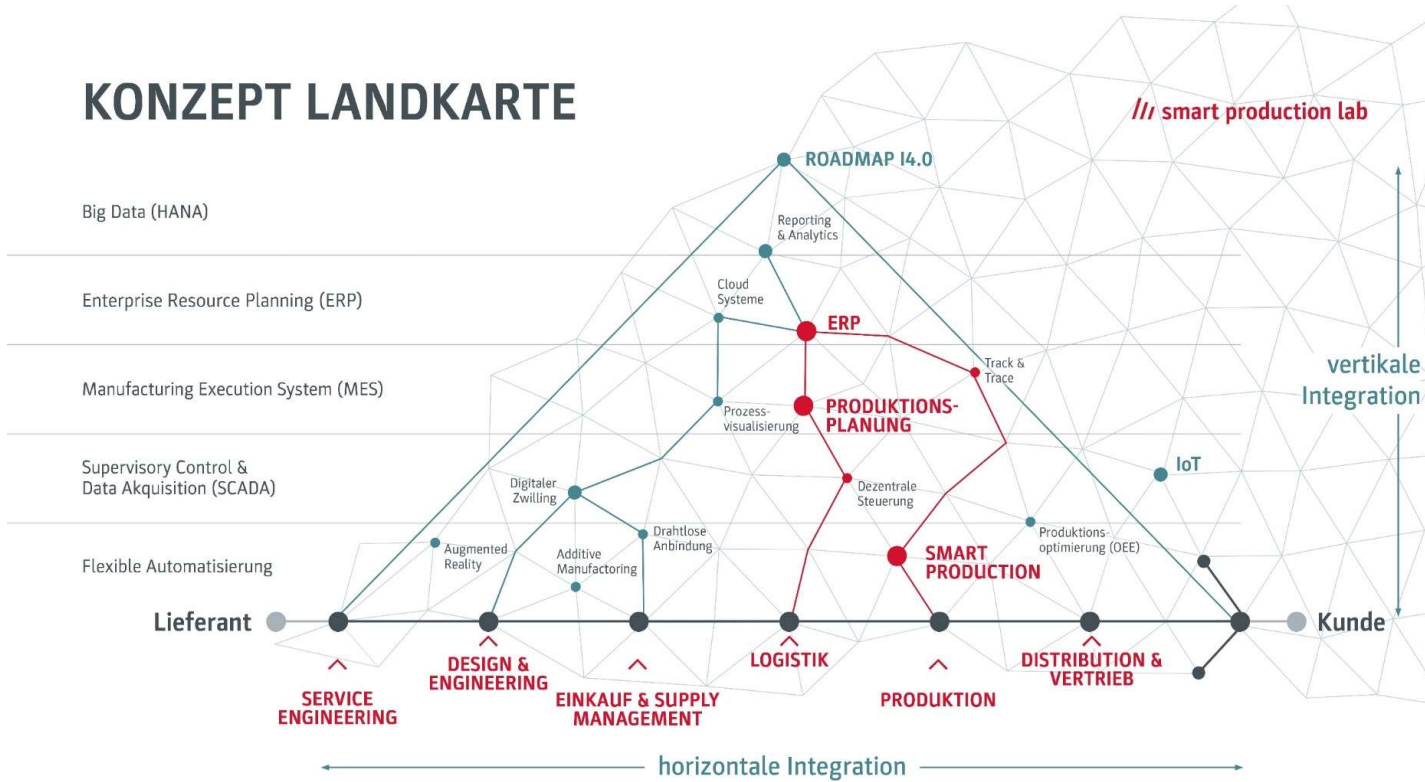 KONZEPT LANDKARTE
/// smart production lab
ROADMAP I4.0
Big Data (HANA)
Reporting
& Analytics
Enterprise Resource Planning (ERP)
Cloud
Systeme
ERP
Manufacturing Execution System (MES)
Track &
Trace
Prozess-
visualisierung
PRODUKTIONS-
PLANUNG
vertikale
Integration
Supervisory Control &
Data Akquisition (SCADA)
Digitaler
Zwilling
Dezentrale
Steuerung
IoT
Flexible Automatisierung
Augmented
Reality
Additive
Manufactoring
Drahtlose
Anbindung
SMART
PRODUCTION
Produktions-
optimierung (OEE)
Lieferant
Kunde
SERVICE
ENGINEERING
DESIGN &
ENGINEERING
EINKAUF & SUPPLY
MANAGEMENT
LOGISTIK
PRODUKTION
DISTRIBUTION &
VERTRIEB
horizontale Integration